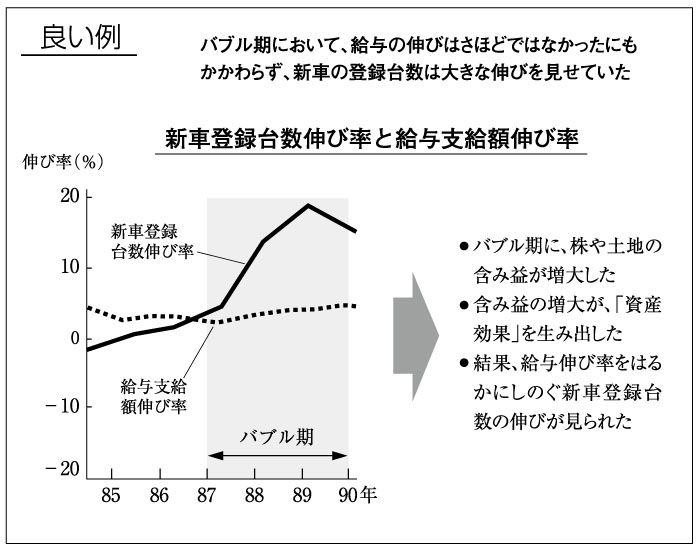 良い例
バブル期において、給与の伸びはさほどではなかったにも
かかわらず、新車の登録台数は大きな伸びを見せていた
新車登録台数伸び率と給与支給額伸び率
伸び率(%)
20
10
0
−10
−20
新車登録
台数伸び率
給与支給
額伸び率
バブル期
85 86 87 88 89 90年
●バブル期に、株や土地の
含み益が増大した
●含み益の増大が、「資産
効果」を生み出した
●結果、給与伸び率をはる
かにしのぐ新車登録台
数の伸びが見られた